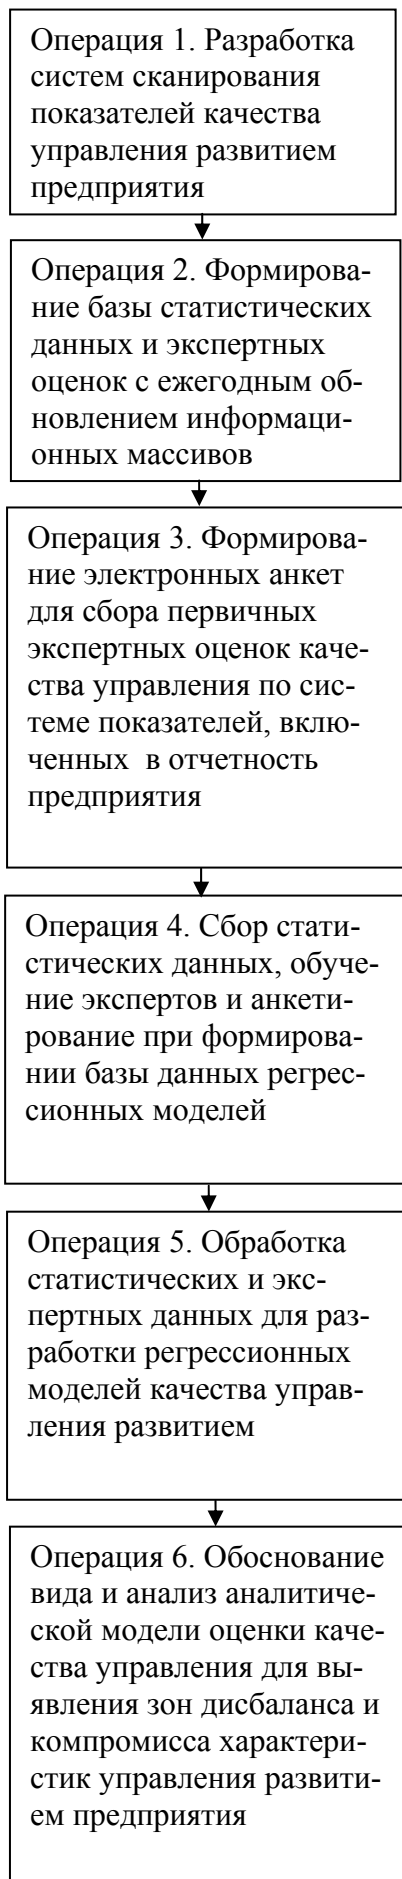 Операция 1. Разработка
систем сканирования
показателей качества
управления развитием
предприятия
Операция 2. Формирова-
ние базы статистических
данных и экспертных
оценок с ежегодным об-
новлением информаци-
онных массивов
Операция 3. Формирова-
ние электронных анкет
для сбора первичных
экспертных оценок каче-
ства управления по сис-
теме показателей, вклю-
ченных  в отчетность
предприятия
Операция 4. Сбор стати-
стических данных, обуче-
ние экспертов и анкети-
рование при формирова-
нии базы данных регрес-
сионных моделей
Операция 5. Обработка
статистических и экс-
пертных данных для раз-
работки регрессионных
моделей качества управ-
ления развитием
Операция 6. Обоснование
вида и анализ аналитиче-
ской модели оценки каче-
ства управления для вы-
явления зон дисбаланса и
компромисса характери-
стик управления развити-
ем предприятия